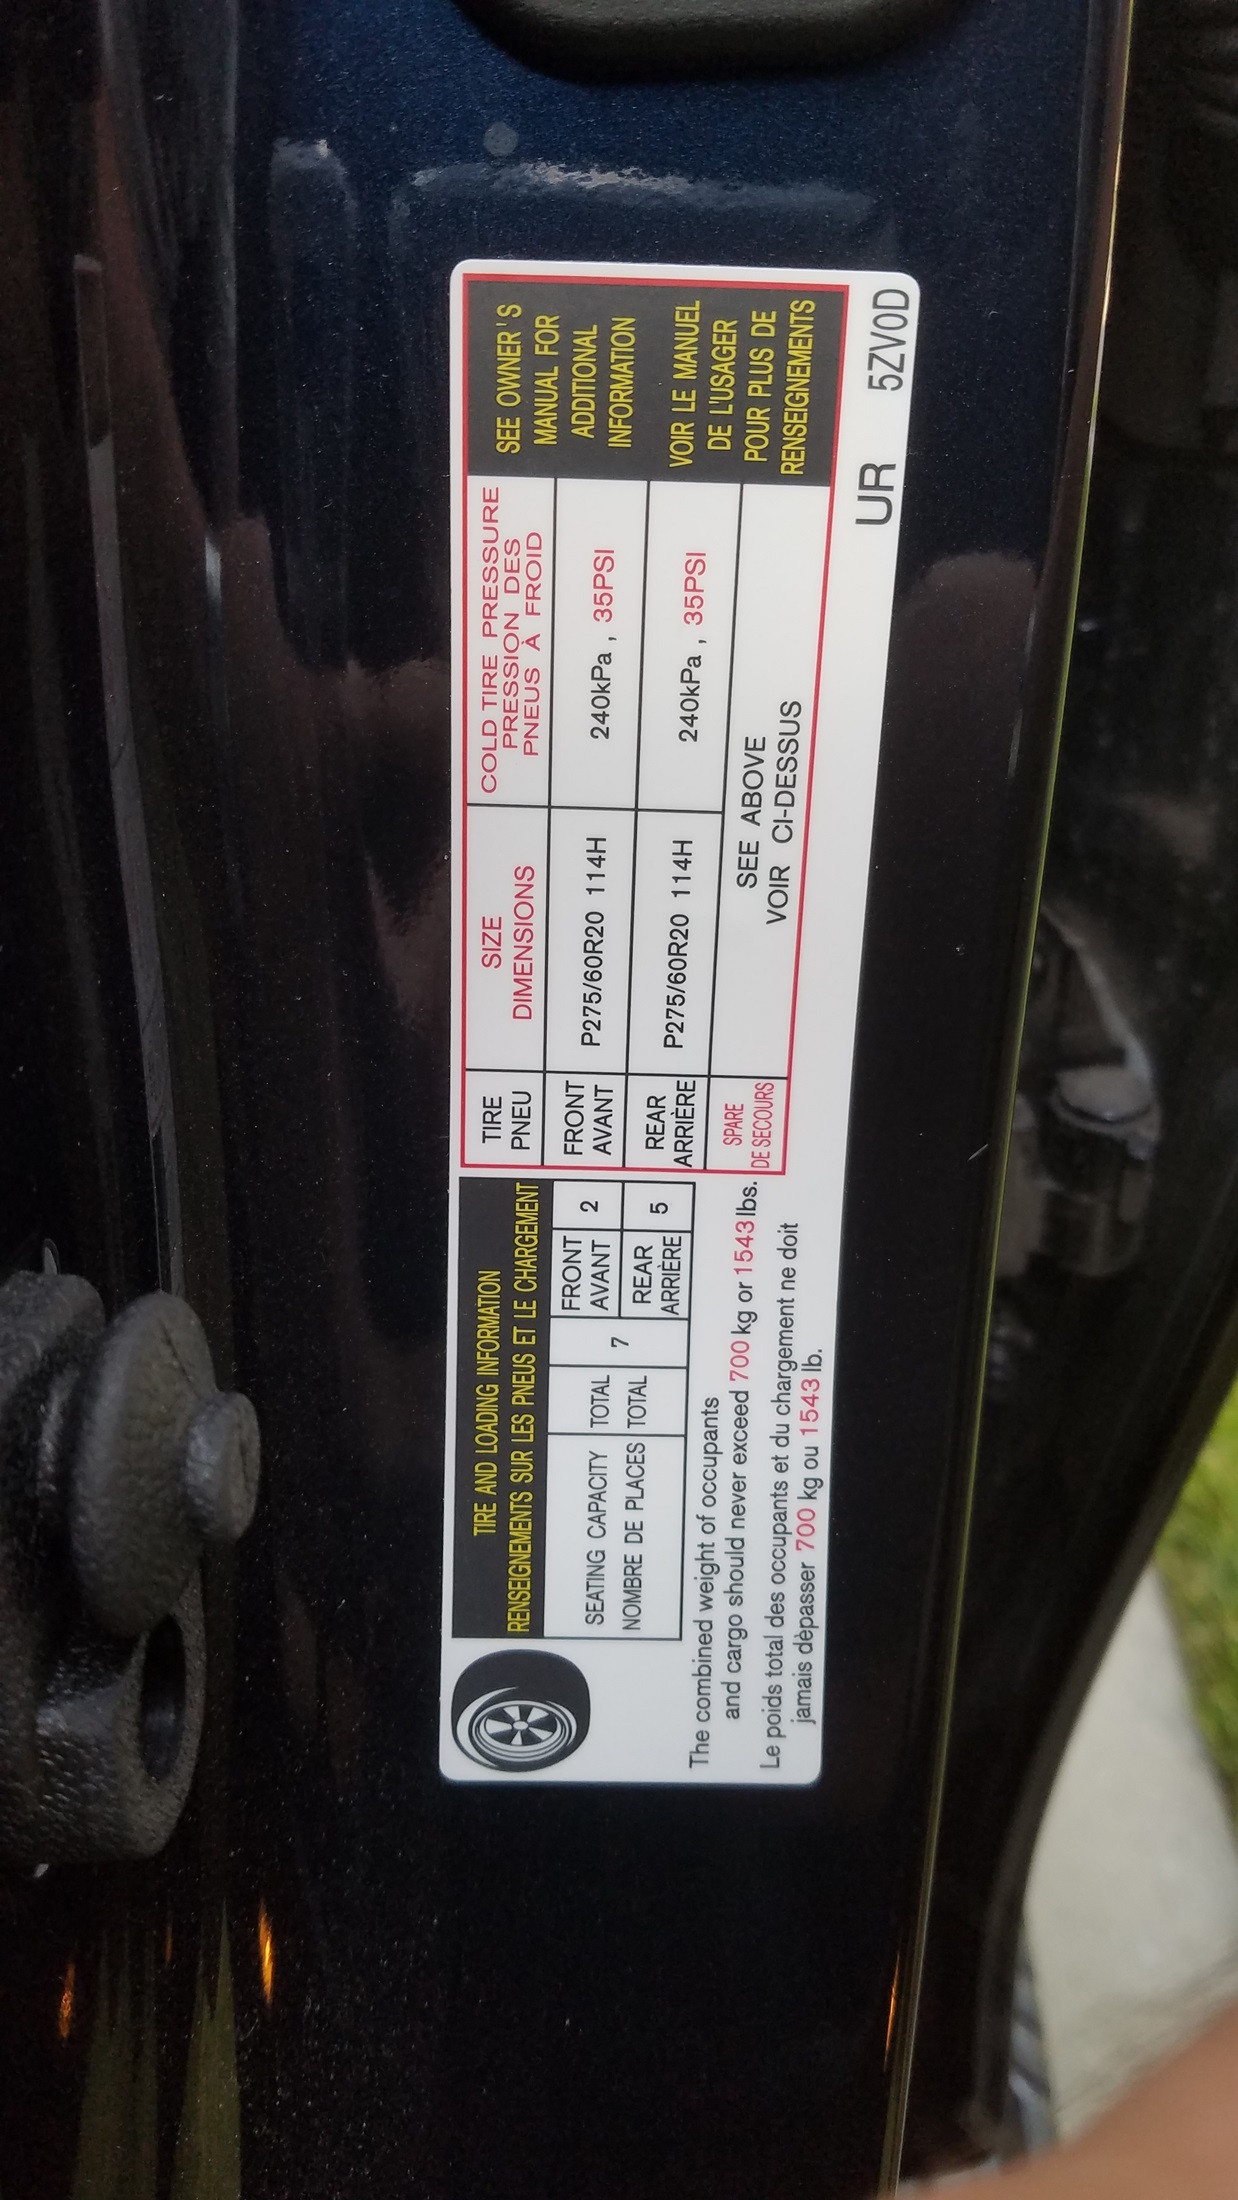 TIRE AND LOADING INFORMATION
RENSEIGNEMENTS SUR LES PNEUS ET LE CHARGEMENT
SEATING CAPACITY TOTAL 7 FRONT AVANT 2
NOMBRE DE PLACES TOTAL REAR ARRIÈRE 5
The combined weight of occupants
and cargo should never exceed 700 kg or 1543 lbs.
Le poids total des occupants et du chargement ne doit
jamais dépasser 700 kg ou 1543 lb.
TIRE
PNEU
SIZE
DIMENSIONS
COLD TIRE PRESSURE
PRESSION DES
PNEUS À FROID
FRONT
AVANT
P275/60R20 114H
240kPa , 35PSI
REAR
ARRIÈRE
P275/60R20 114H
240kPa , 35PSI
SPARE
DE SECOURS
SEE ABOVE
VOIR CI-DESSUS
SEE OWNER'S
MANUAL FOR
ADDITIONAL
INFORMATION
VOIR LE MANUEL
DE L'USAGER
POUR PLUS DE
RENSEIGNEMENTS
UR 5ZV0D